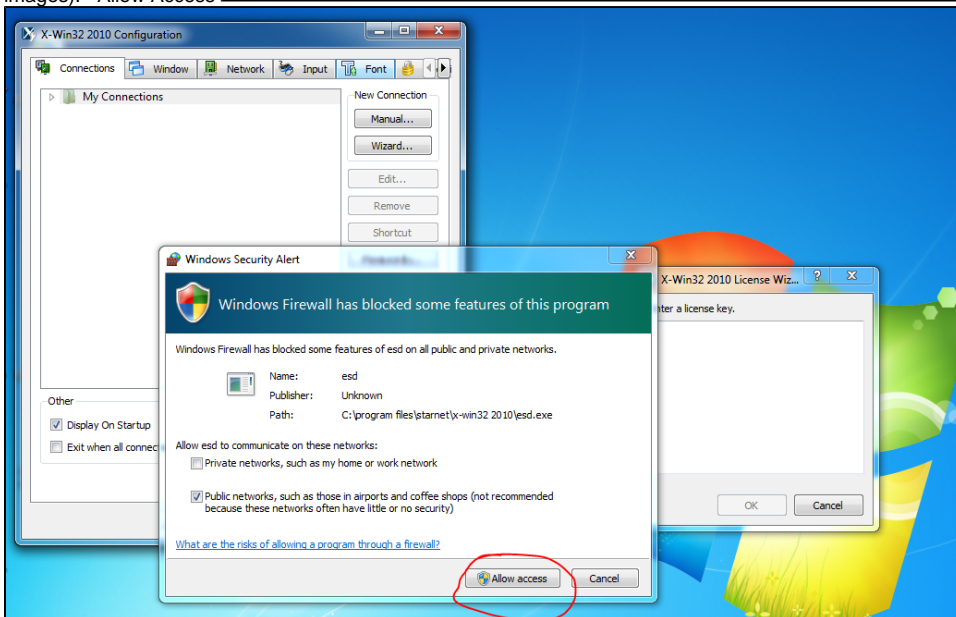 images). Allow Access
X-Win32 2010 Configuration
Connections Window Network Input Font
My Connections
New Connection
Manual...
Wizard...
Edit...
Remove
Shortcut
Windows Security Alert
Windows Firewall has blocked some features of this program
Windows Firewall has blocked some features of esd on all public and private networks.
Name: esd
Publisher: Unknown
Path: C:\program files\starnet\x-win32 2010\esd.exe
Allow esd to communicate on these networks:
Private networks, such as my home or work network
Public networks, such as those in airports and coffee shops (not recommended
because these networks often have little or no security)
What are the risks of allowing a program through a firewall?
Allow access Cancel
Other
Display On Startup
Exit when all connec
X-Win32 2010 License Wiz...
nter a license key.
OK Cancel